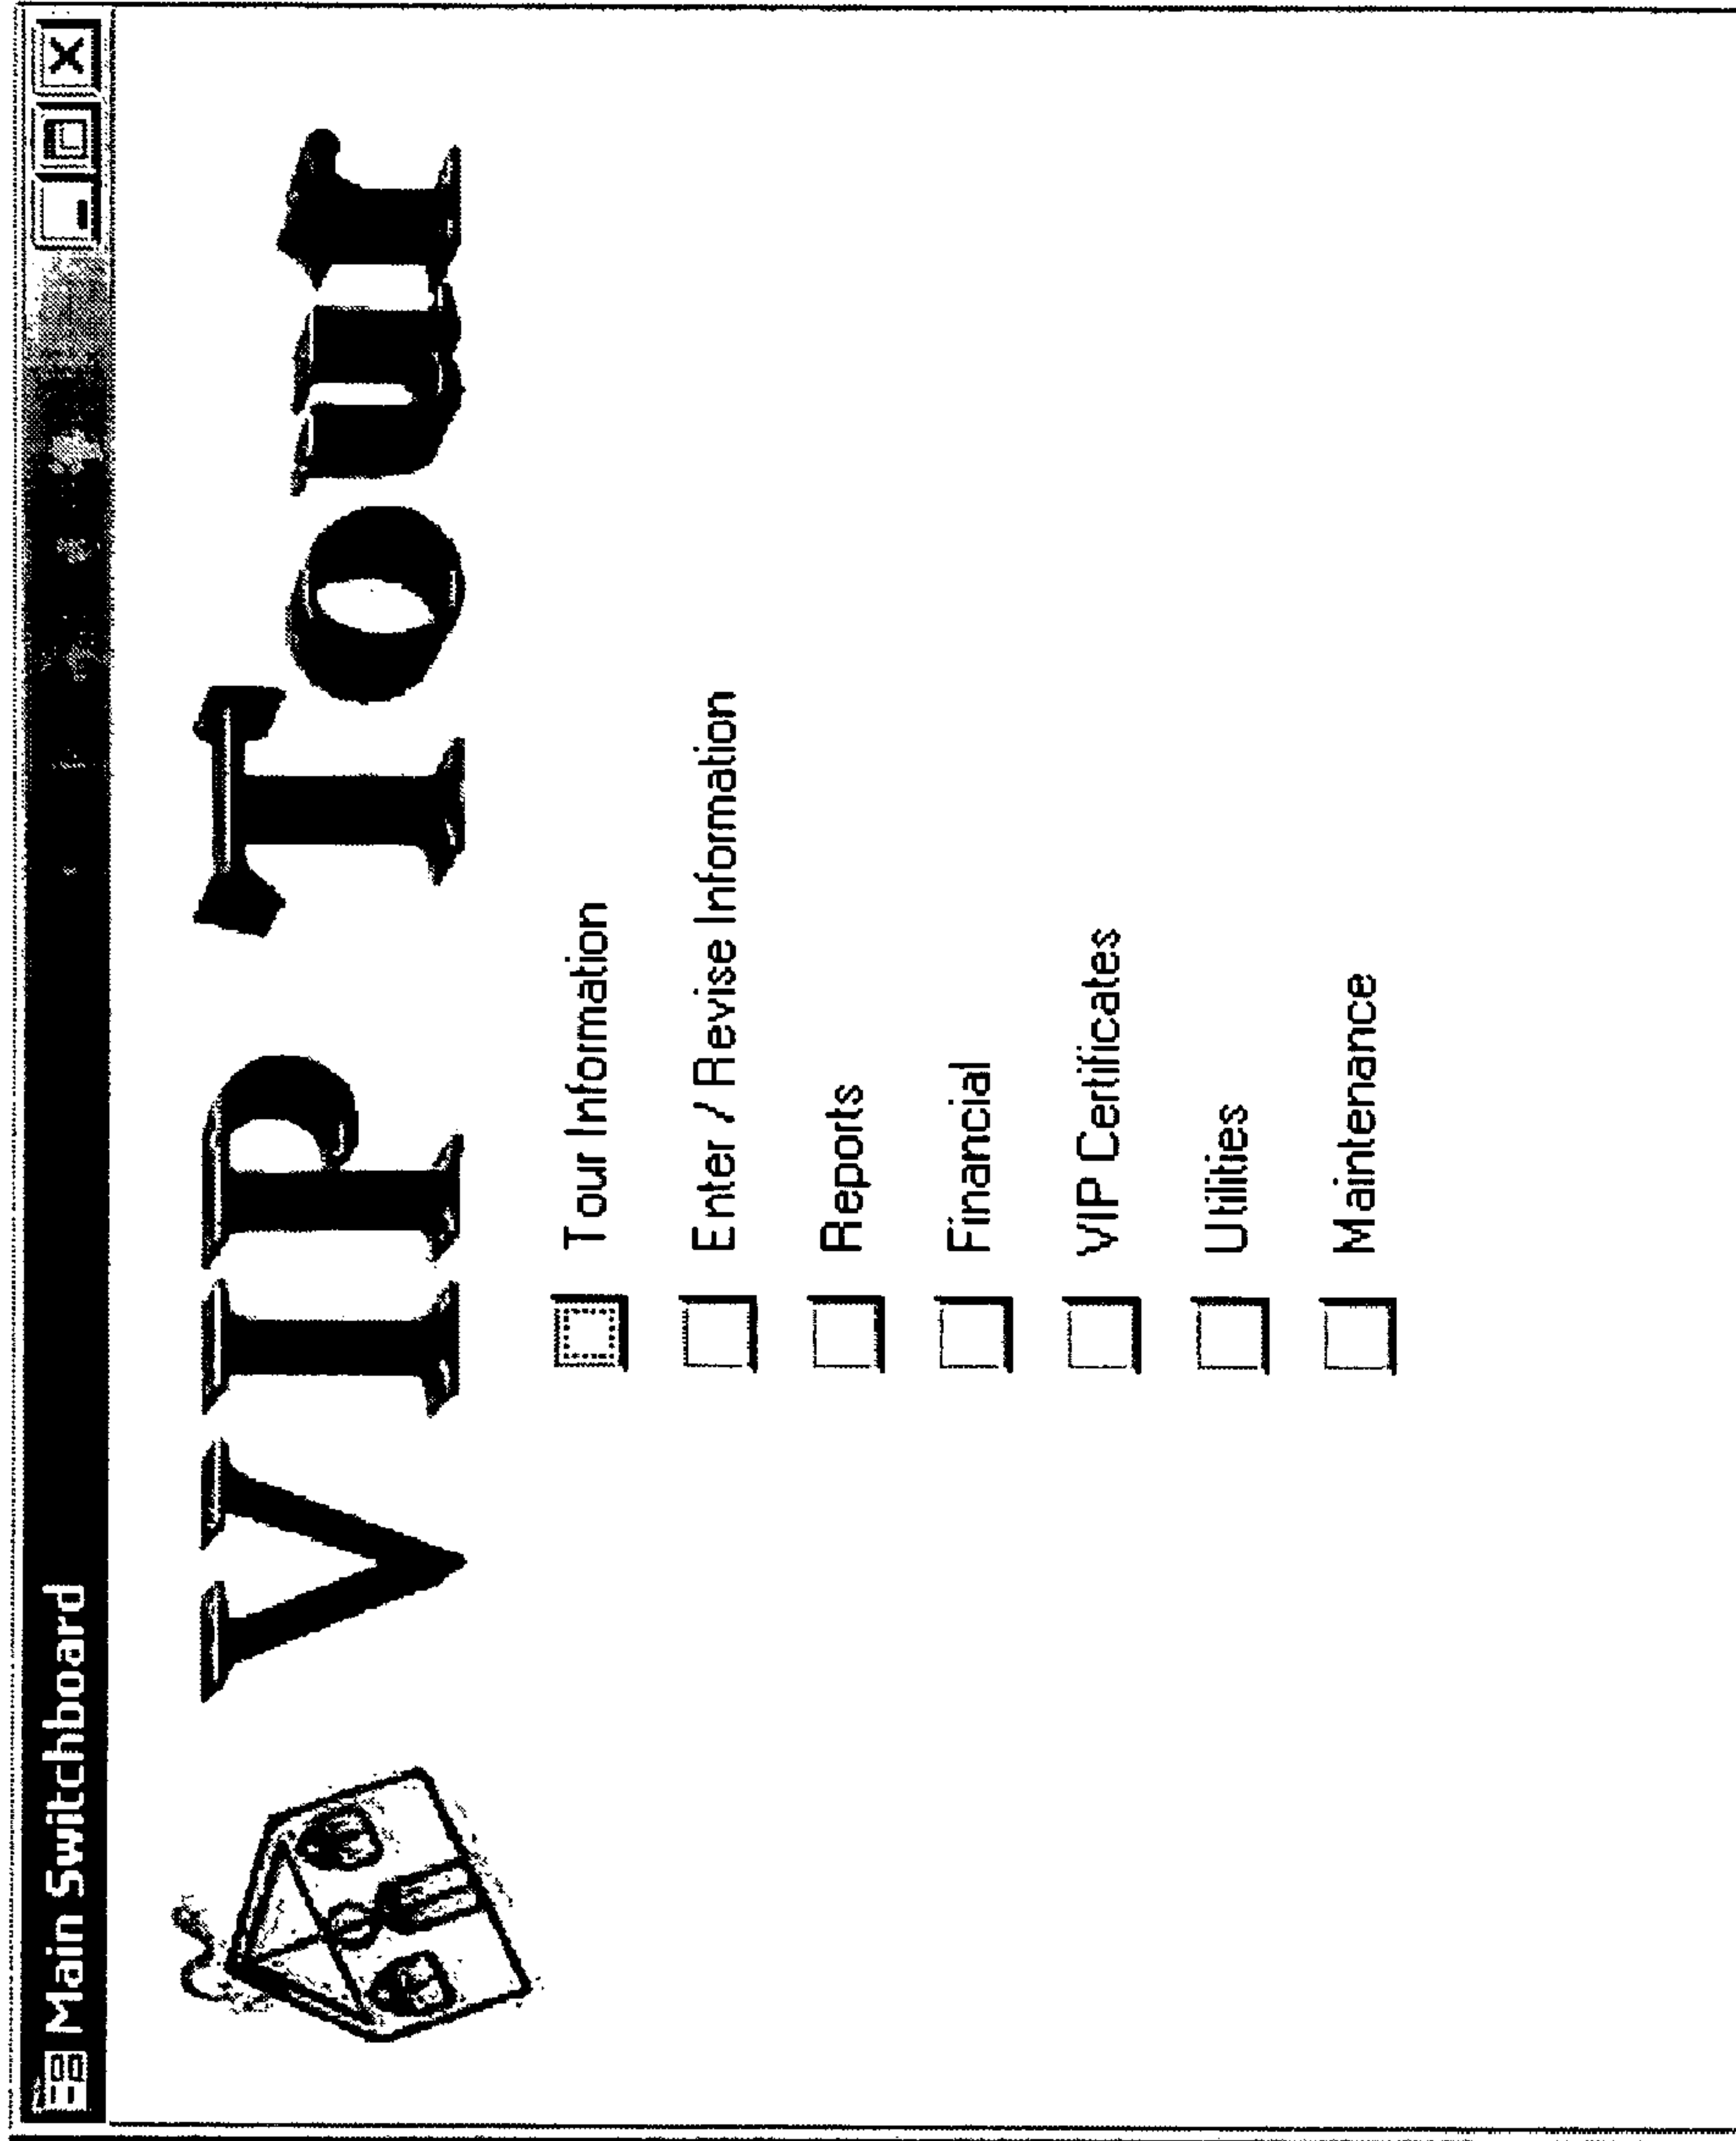 Main Switchboard
VIP Tour
Tour Information
Enter / Revise Information
Reports
Financial
VIP Certificates
Utilities
Maintenance